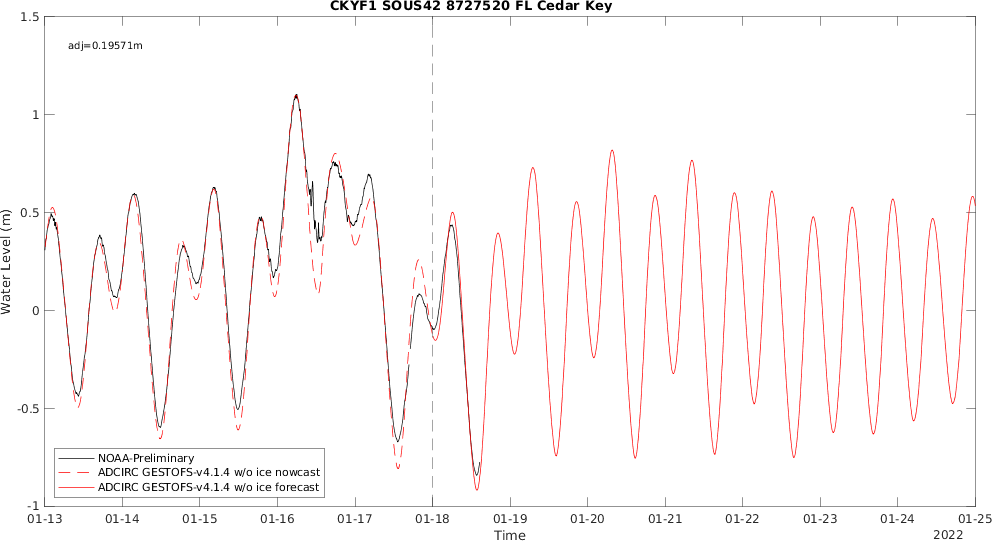 CKYF1 SOUS42 8727520 FL Cedar Key
1.5
adj=0.19571m
1
0.5
Water Level (m)
0
-0.5
NOAA-Preliminary
ADCIRC GESTOFS-v4.1.4 w/o ice nowcast
ADCIRC GESTOFS-v4.1.4 w/o ice forecast
-1
01-13 01-14 01-15 01-16 01-17 01-18 01-19 01-20 01-21 01-22 01-23 01-24 01-25
Time
2022